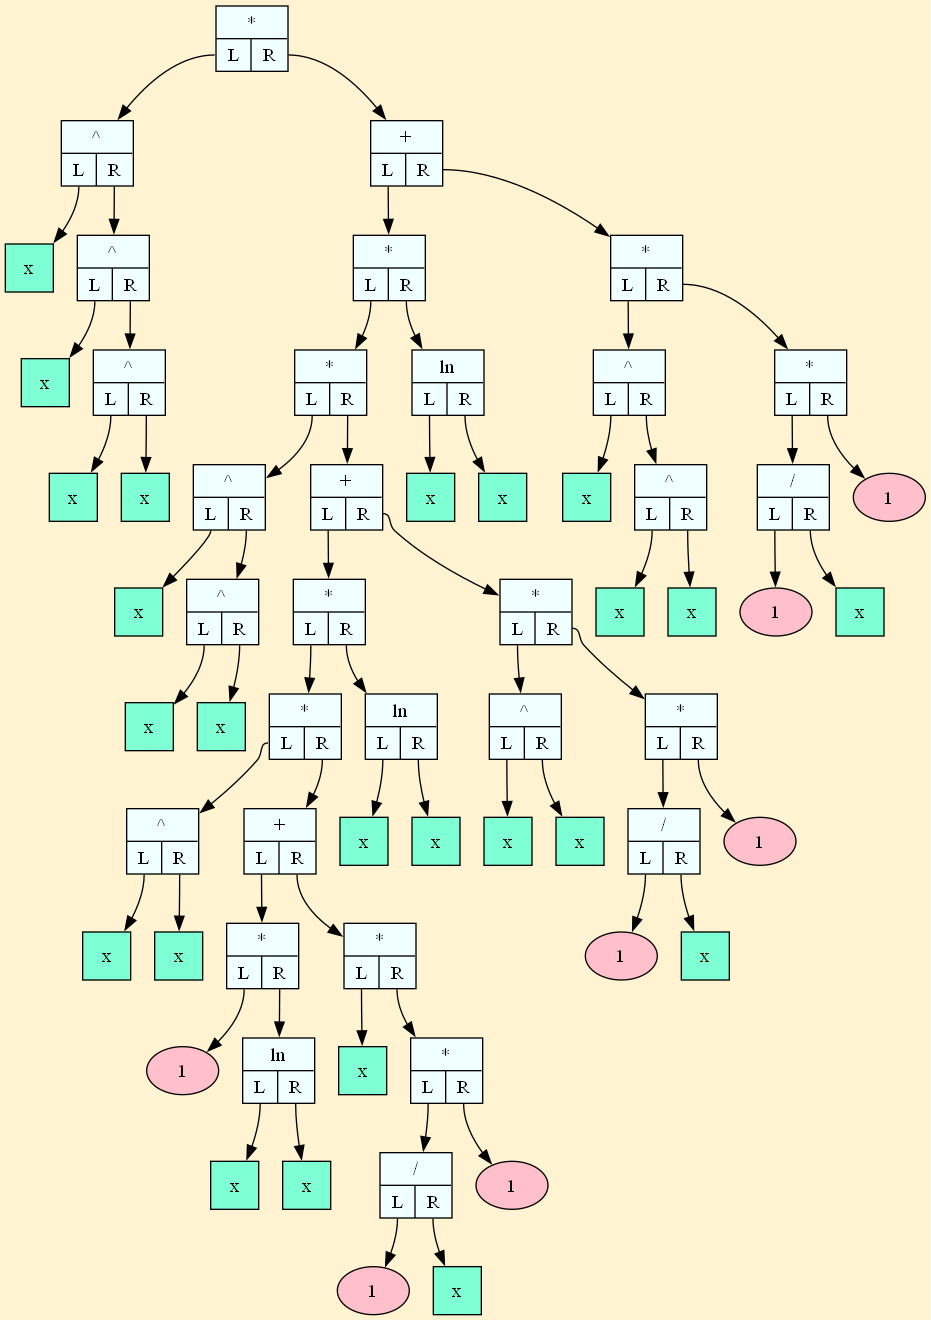 *
L R
^ +
L R L R
^ * *
x
L R L R L R
^ * ln ^ *
x
L R L R L R L R L R
^ + ^ /
x x x x x 1
L R L R L R L R
^ * *
x x x 1 x
L R L R L R
* ln ^ *
x x
L R L R L R L R
^ + /
x x x x 1
L R L R L R
* *
x x 1 x
L R L R
ln *
1 x
L R L R
/
x x 1
L R
1 x